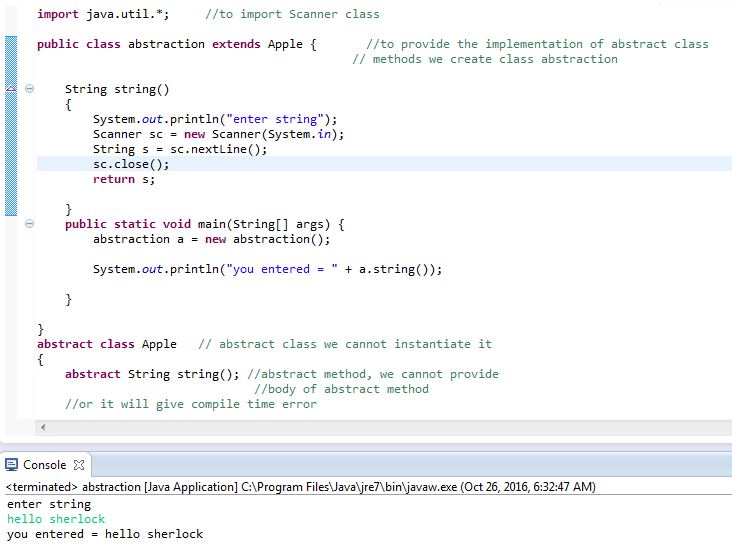 import java.util.*;     //to import Scanner class
public class abstraction extends Apple {       //to provide the implementation of abstract class
// methods we create class abstraction
String string()
{
System.out.println("enter string");
Scanner sc = new Scanner(System.in);
String s = sc.nextLine();
sc.close();
return s;
}
public static void main(String[] args) {
abstraction a = new abstraction();
System.out.println("you entered = " + a.string());
}
}
abstract class Apple   // abstract class we cannot instantiate it
{
abstract String string(); //abstract method, we cannot provide
//body of abstract method
//or it will give compile time error
Console
<terminated> abstraction [Java Application] C:\Program Files\Java\jre7\bin\javaw.exe (Oct 26, 2016, 6:32:47 AM)
enter string
hello sherlock
you entered = hello sherlock